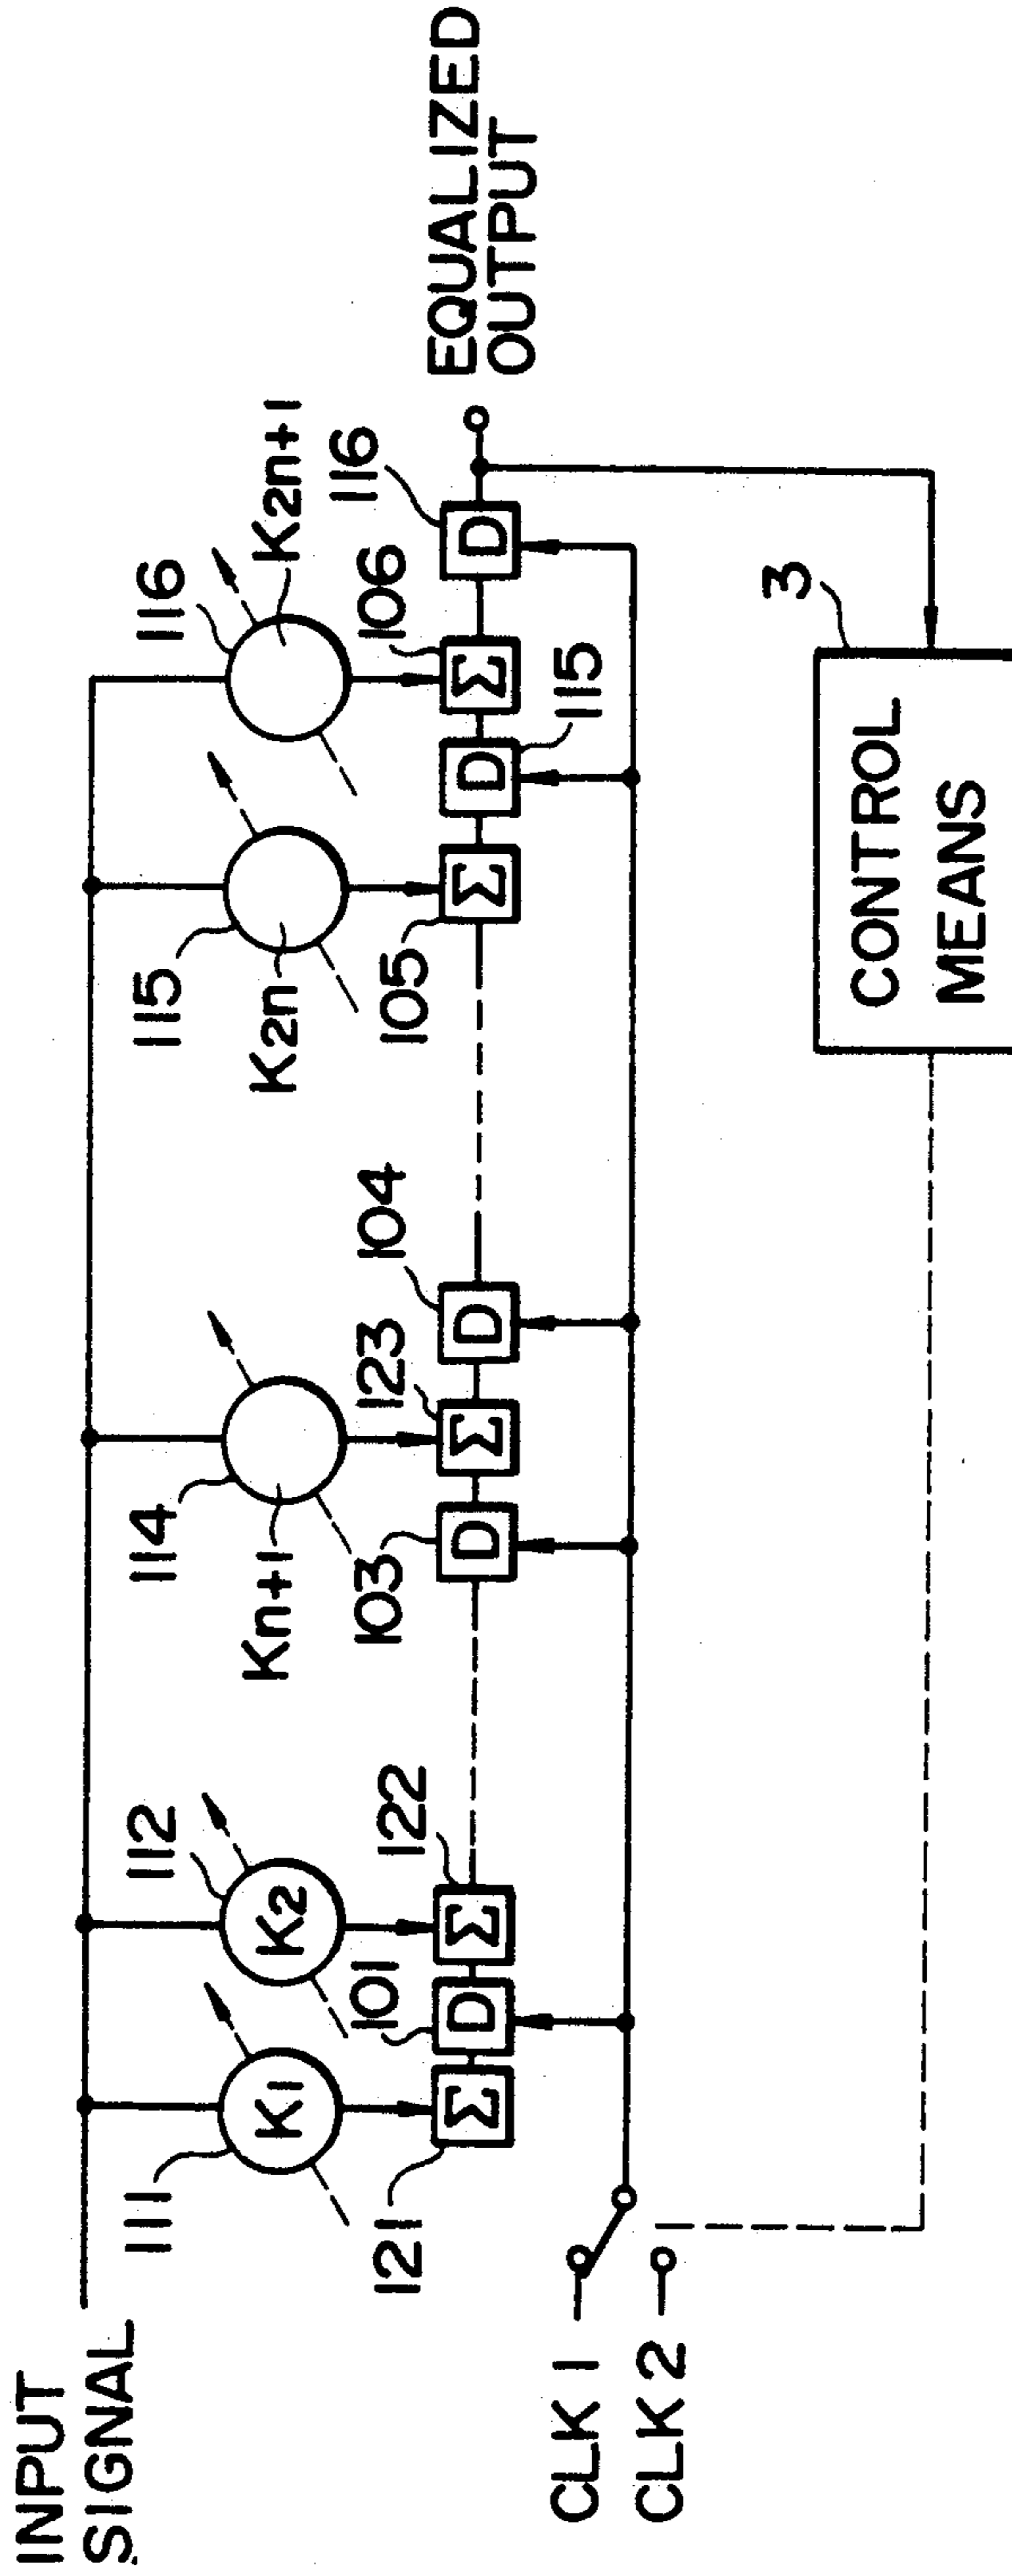 INPUT
SIGNAL
111
K1
112
K2
114
Kn+1
115
K2n
116
K2n+1
121
101
122
103
123
104
105
115
106
116
Σ
D
Σ
D
Σ
D
Σ
D
Σ
D
EQUALIZED
OUTPUT
CLK 1
CLK 2
3
CONTROL
MEANS